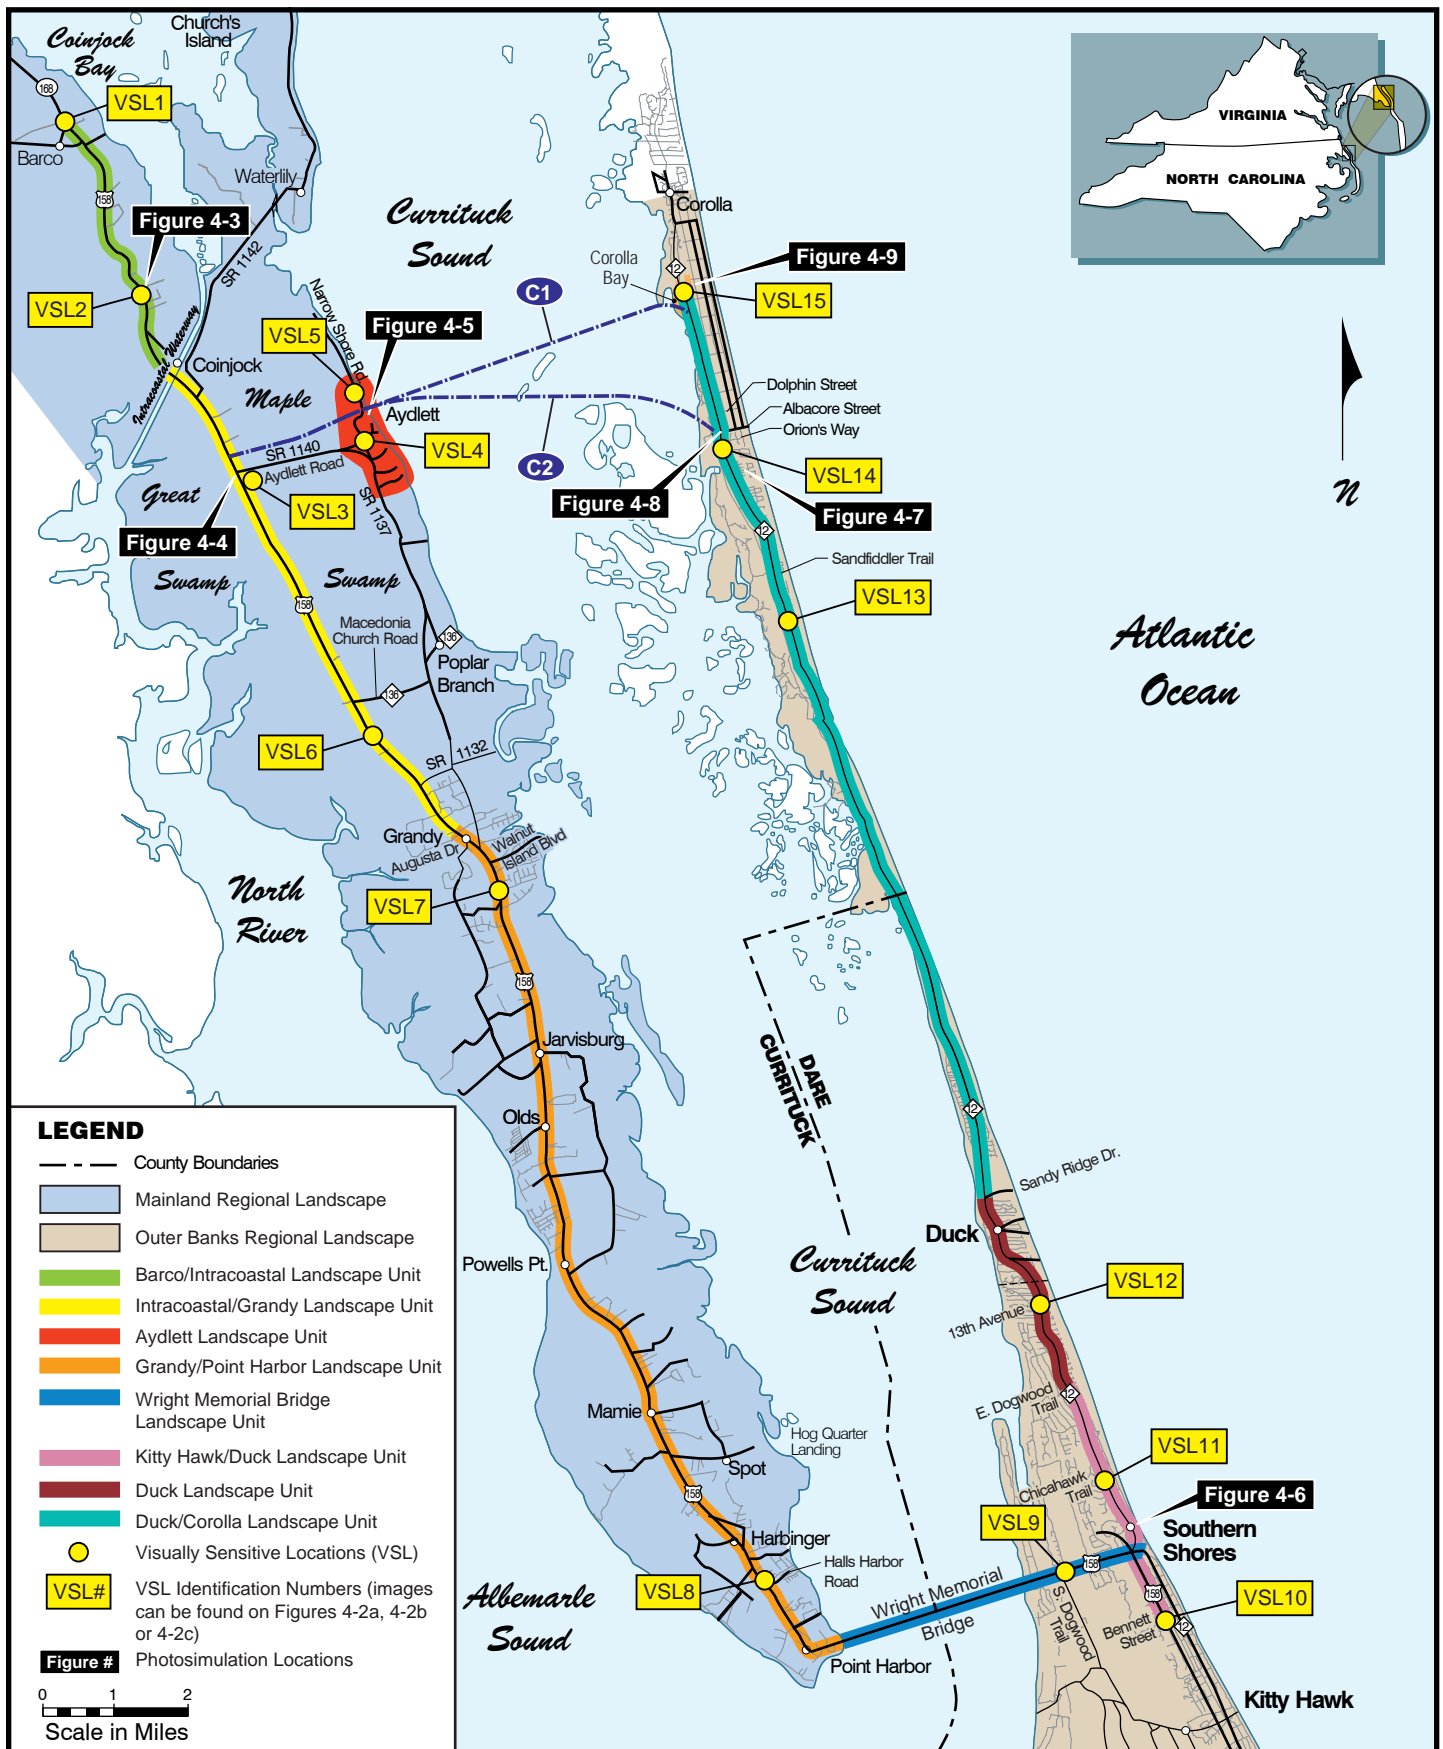 Coinjock
Bay
Church's
Island
168
VSL1
Barco
Waterlily
158
Figure 4-3
SR 1142
VSL2
Intracoastal Waterway
Coinjock
Currituck
Sound
Narrow Shore Rd.
VSL5
Figure 4-5
Maple
Aydlett
SR 1140
Aydlett Road
VSL4
VSL3
Great
Figure 4-4
SR 1137
Swamp
Swamp
158
Macedonia
Church Road
136
136
Poplar
Branch
VSL6
SR 1132
Grandy
Augusta Dr
Walnut
Island Blvd
VSL7
North
River
158
Jarvisburg
Olds
Powells Pt.
Mamie
Spot
Hog Quarter
Landing
158
Harbinger
Halls Harbor
Road
VSL8
Albemarle
Sound
Point Harbor
Wright Memorial
Bridge
C1
C2
Corolla
12
Corolla
Bay
Figure 4-9
VSL15
Dolphin Street
Albacore Street
Orion's Way
VSL14
Figure 4-8
Figure 4-7
12
Sandfiddler Trail
VSL13
Atlantic
Ocean
DARE
CURRITUCK
12
Sandy Ridge Dr.
Duck
Currituck
Sound
VSL12
13th Avenue
12
E. Dogwood
Trail
VSL11
Chicahawk
Trail
Figure 4-6
Southern
Shores
VSL9
158
158
VSL10
12
S. Dogwood
Trail
Bennett
Street
Kitty Hawk
VIRGINIA
NORTH CAROLINA
N
LEGEND
County Boundaries
Mainland Regional Landscape
Outer Banks Regional Landscape
Barco/Intracoastal Landscape Unit
Intracoastal/Grandy Landscape Unit
Aydlett Landscape Unit
Grandy/Point Harbor Landscape Unit
Wright Memorial Bridge
Landscape Unit
Kitty Hawk/Duck Landscape Unit
Duck Landscape Unit
Duck/Corolla Landscape Unit
Visually Sensitive Locations (VSL)
VSL#
VSL Identification Numbers (images
can be found on Figures 4-2a, 4-2b
or 4-2c)
Figure #
Photosimulation Locations
0 1 2
Scale in Miles